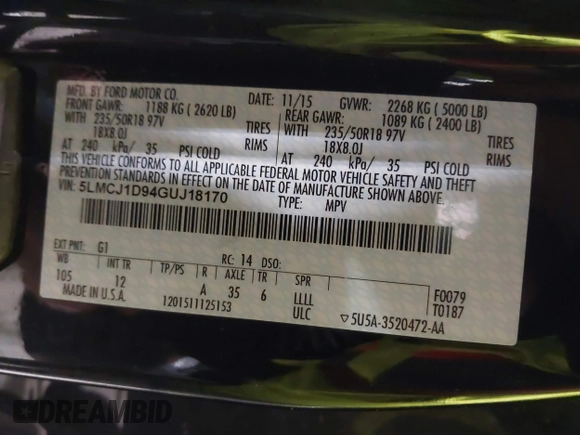 MFD. BY FORD MOTOR CO.
DATE: 11/15 GVWR: 2268 KG ( 5000 LB)
FRONT GAWR: 1188 KG ( 2620 LB) REAR GAWR: 1089 KG ( 2400 LB)
WITH 235/50R18 97V TIRES WITH 235/50R18 97V TIRES
18X8.0J RIMS 18X8.0J RIMS
AT 240 kPa/ 35 PSI COLD AT 240 kPa/ 35 PSI COLD
THIS VEHICLE CONFORMS TO ALL APPLICABLE FEDERAL MOTOR VEHICLE SAFETY AND THEFT
PREVENTION STANDARDS IN EFFECT ON THE DATE OF MANUFACTURE SHOWN ABOVE.
VIN: 5LMCJ1D94GUJ18170 TYPE: MPV
EXT PNT: G1 RC: 14 DSO:
WB INT TR TP/PS R AXLE TR SPR F0079
105 12 A 35 6 LLLL T0187
MADE IN U.S.A. 1201511125153 ULC ▽5U5A-3520472-AA
DREAMBID